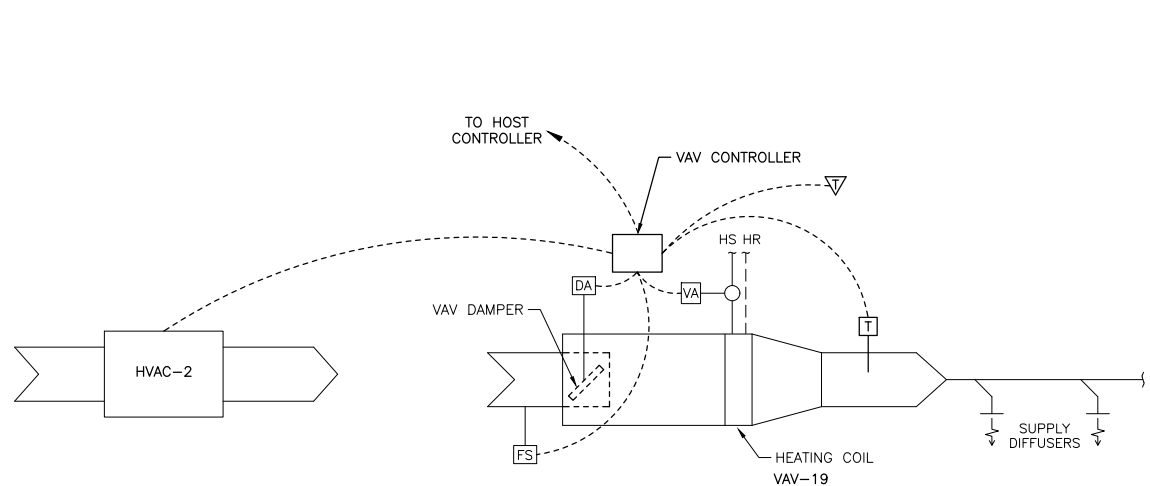 TO HOST
CONTROLLER
VAV CONTROLLER
T
HS HR
DA
VA
VAV DAMPER
T
HVAC-2
FS
SUPPLY
DIFFUSERS
HEATING COIL
VAV-19